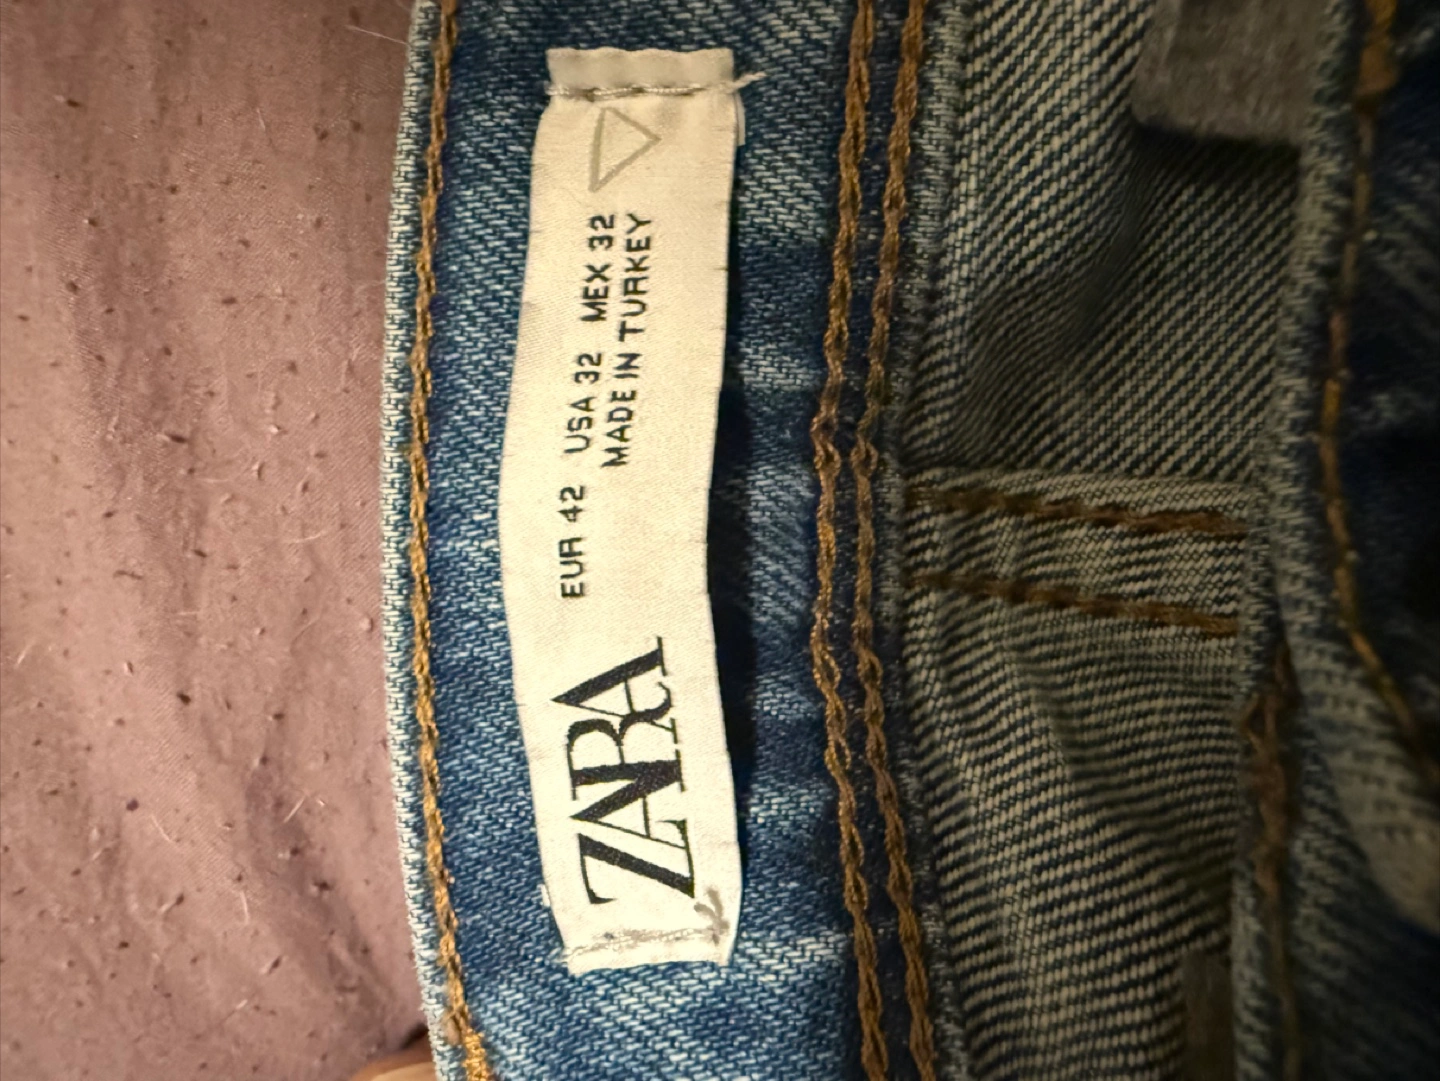 ZARA
EUR 42 USA 32 MEX 32
MADE IN TURKEY